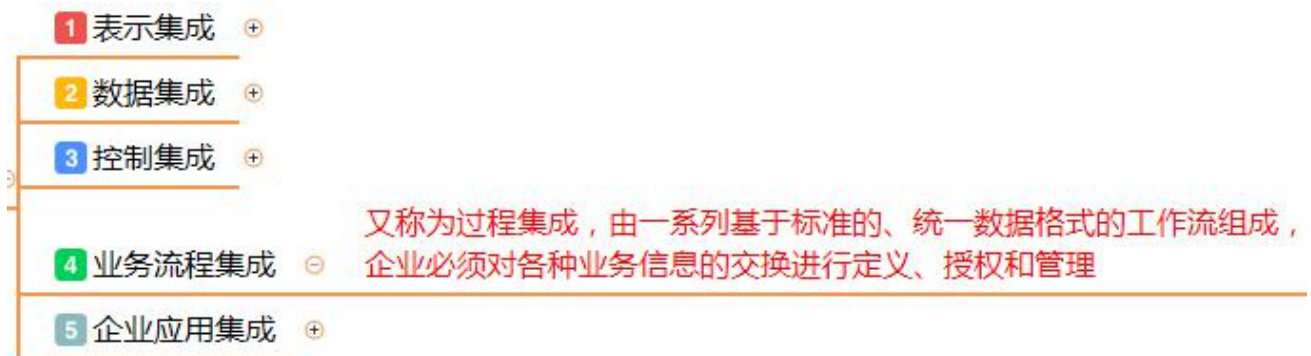 1 表示集成
2 数据集成
3 控制集成
又称为过程集成，由一系列基于标准的、统一数据格式的工作流组成，
4 业务流程集成 企业必须对各种业务信息的交换进行定义、授权和管理
5 企业应用集成